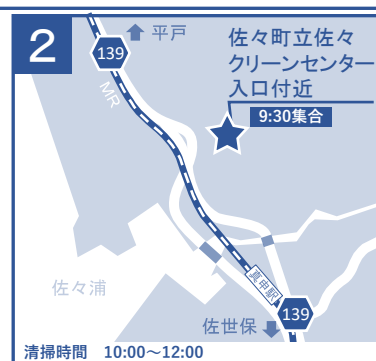 2
139
平戸
佐々町立佐々
クリーンセンター
入口付近
9:30集合
MR
佐々浦
真申駅
139
佐世保
清掃時間 10:00〜12:00